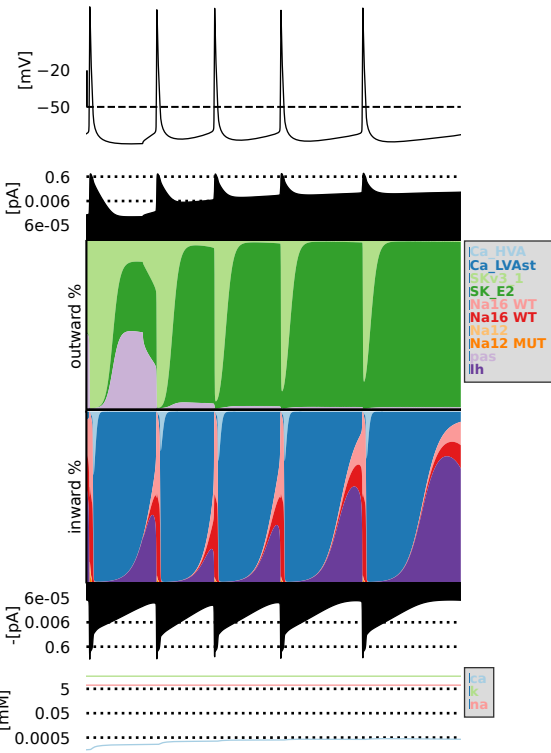 [mV]
−20
−50
[pA]
0.6
0.006
6e-05
outward %
Ca_HVA
Ca_LVAst
SKv3_1
SK_E2
Na16 WT
Na16 WT
Na12
Na12 MUT
pas
Ih
inward %
-[pA]
6e-05
0.006
0.6
[mM]
5
0.05
0.0005
ca
k
na